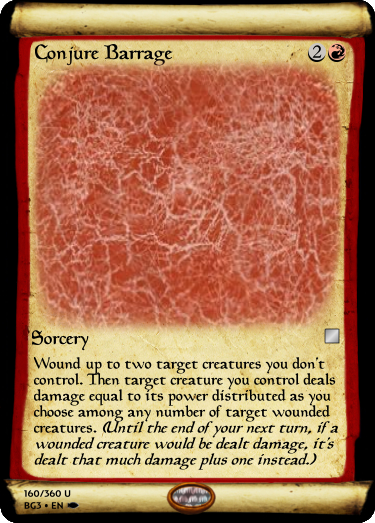 Conjure Barrage 2
Sorcery
Wound up to two target creatures you don't
control. Then target creature you control deals
damage equal to its power distributed as you
choose among any number of target wounded
creatures. (Until the end of your next turn, if a
wounded creature would be dealt damage, it's
dealt that much damage plus one instead.)
160/360 U
BG3 • EN